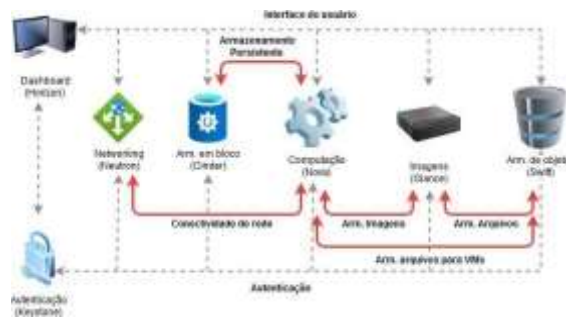 Interface do usuário
Armazenamento
Persistente
Dashboard
(Horizon)
Networking
(Neutron)
Arm. em bloco
(Cinder)
Computação
(Nova)
Imagens
(Glance)
Arm. de objeto
(Swift)
Conectividade de rede
Arm. Imagens
Arm. Arquivos
Arm. arquivos para VMs
Autenticação
Autenticação
(Keystone)